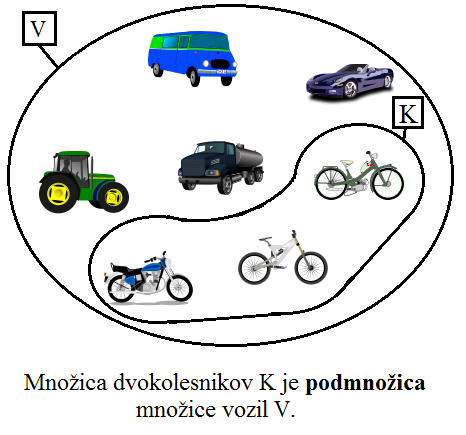 V
K
Množica dvokolesnikov K je podmnožica
množice vozil V.